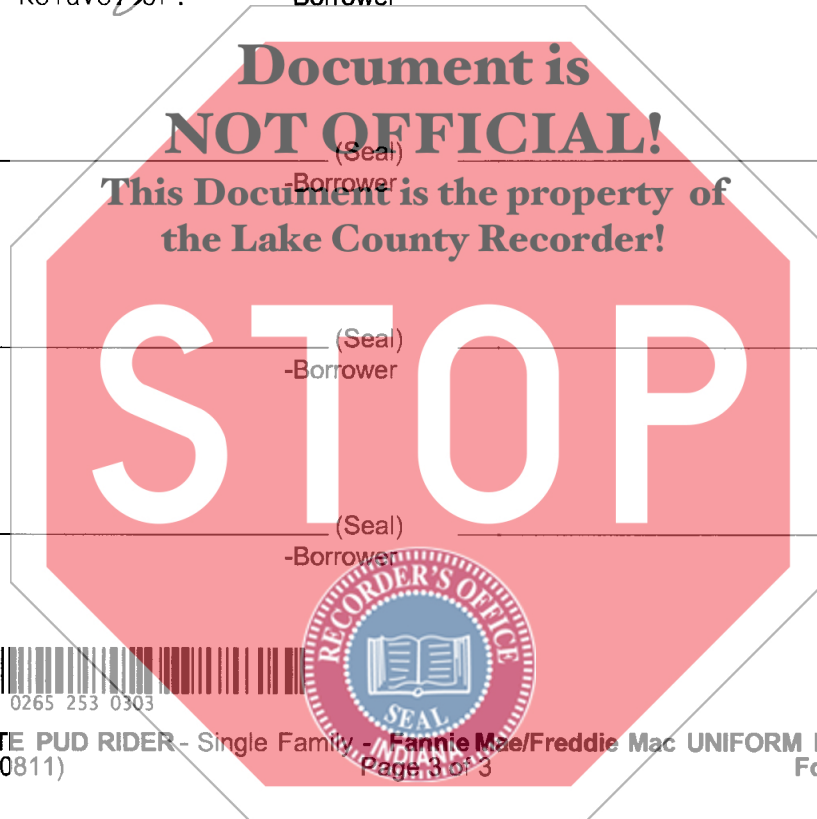 Borrower
Document is
NOT OFFICIAL!
(Seal)
-Borrower
This Document is the property of
the Lake County Recorder!
STOP
(Seal)
-Borrower
(Seal)
-Borrower
RECORDER'S OFFICE
SEAL
INDIANA
0265 253 0303
TE PUD RIDER - Single Family - Fannie Mae/Freddie Mac UNIFORM
0811)
Page 3 of 3